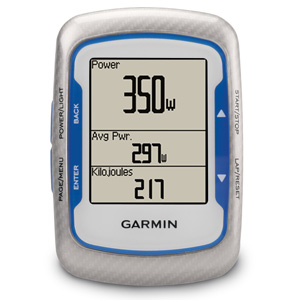 Power
350w
Avg Pwr.
297w
Kilojoules
217
GARMIN
POWER/LIGHT
BACK
PAGE/MENU
ENTER
START/STOP
LAP/RESET